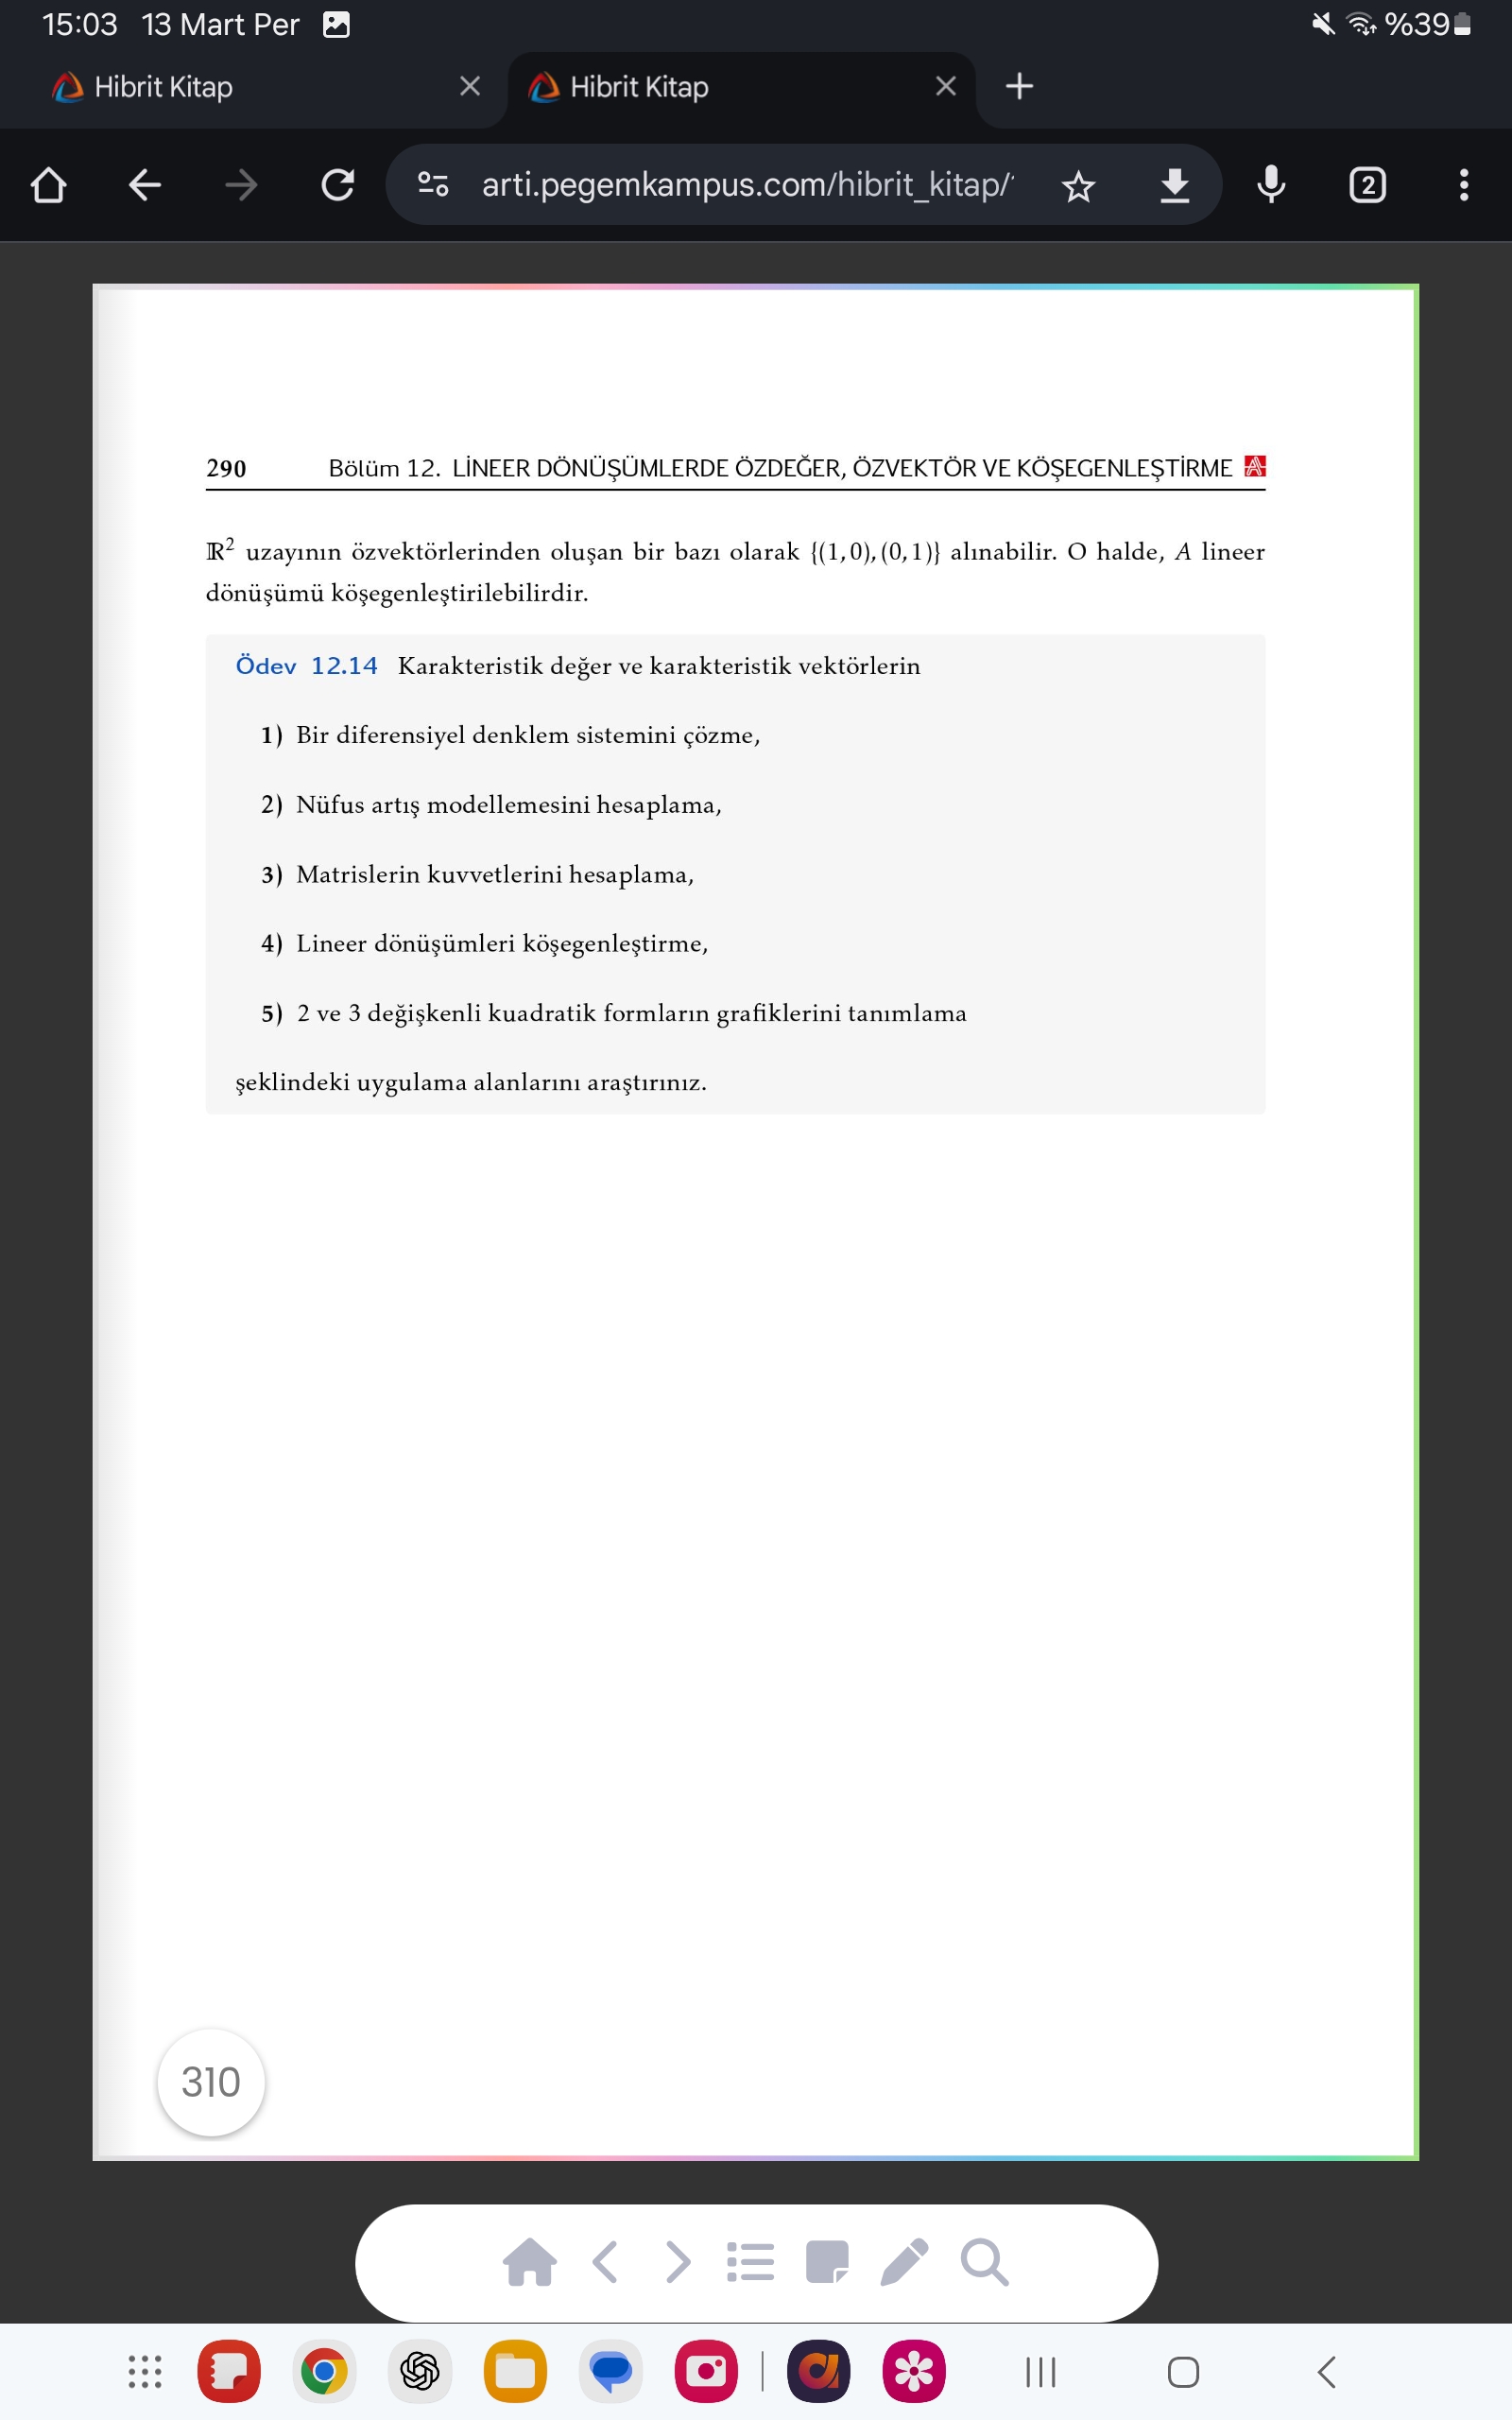 15:03 13 Mart Per %39
Hibrit Kitap Hibrit Kitap
arti.pegemkampus.com/hibrit_kitap/ 2
290 Bölüm 12. LİNEER DÖNÜŞÜMLERDE ÖZDEĞER, ÖZVEKTÖR VE KÖŞEGENLEŞTİRME
ℝ² uzayının özvektörlerinden oluşan bir bazı olarak {(1,0),(0,1)} alınabilir. O halde, A lineer
dönüşümü köşegenleştirilebilirdir.
Ödev 12.14 Karakteristik değer ve karakteristik vektörlerin
1) Bir diferensiyel denklem sistemini çözme,
2) Nüfus artış modellemesini hesaplama,
3) Matrislerin kuvvetlerini hesaplama,
4) Lineer dönüşümleri köşegenleştirme,
5) 2 ve 3 değişkenli kuadratik formların grafiklerini tanımlama
şeklindeki uygulama alanlarını araştırınız.
310